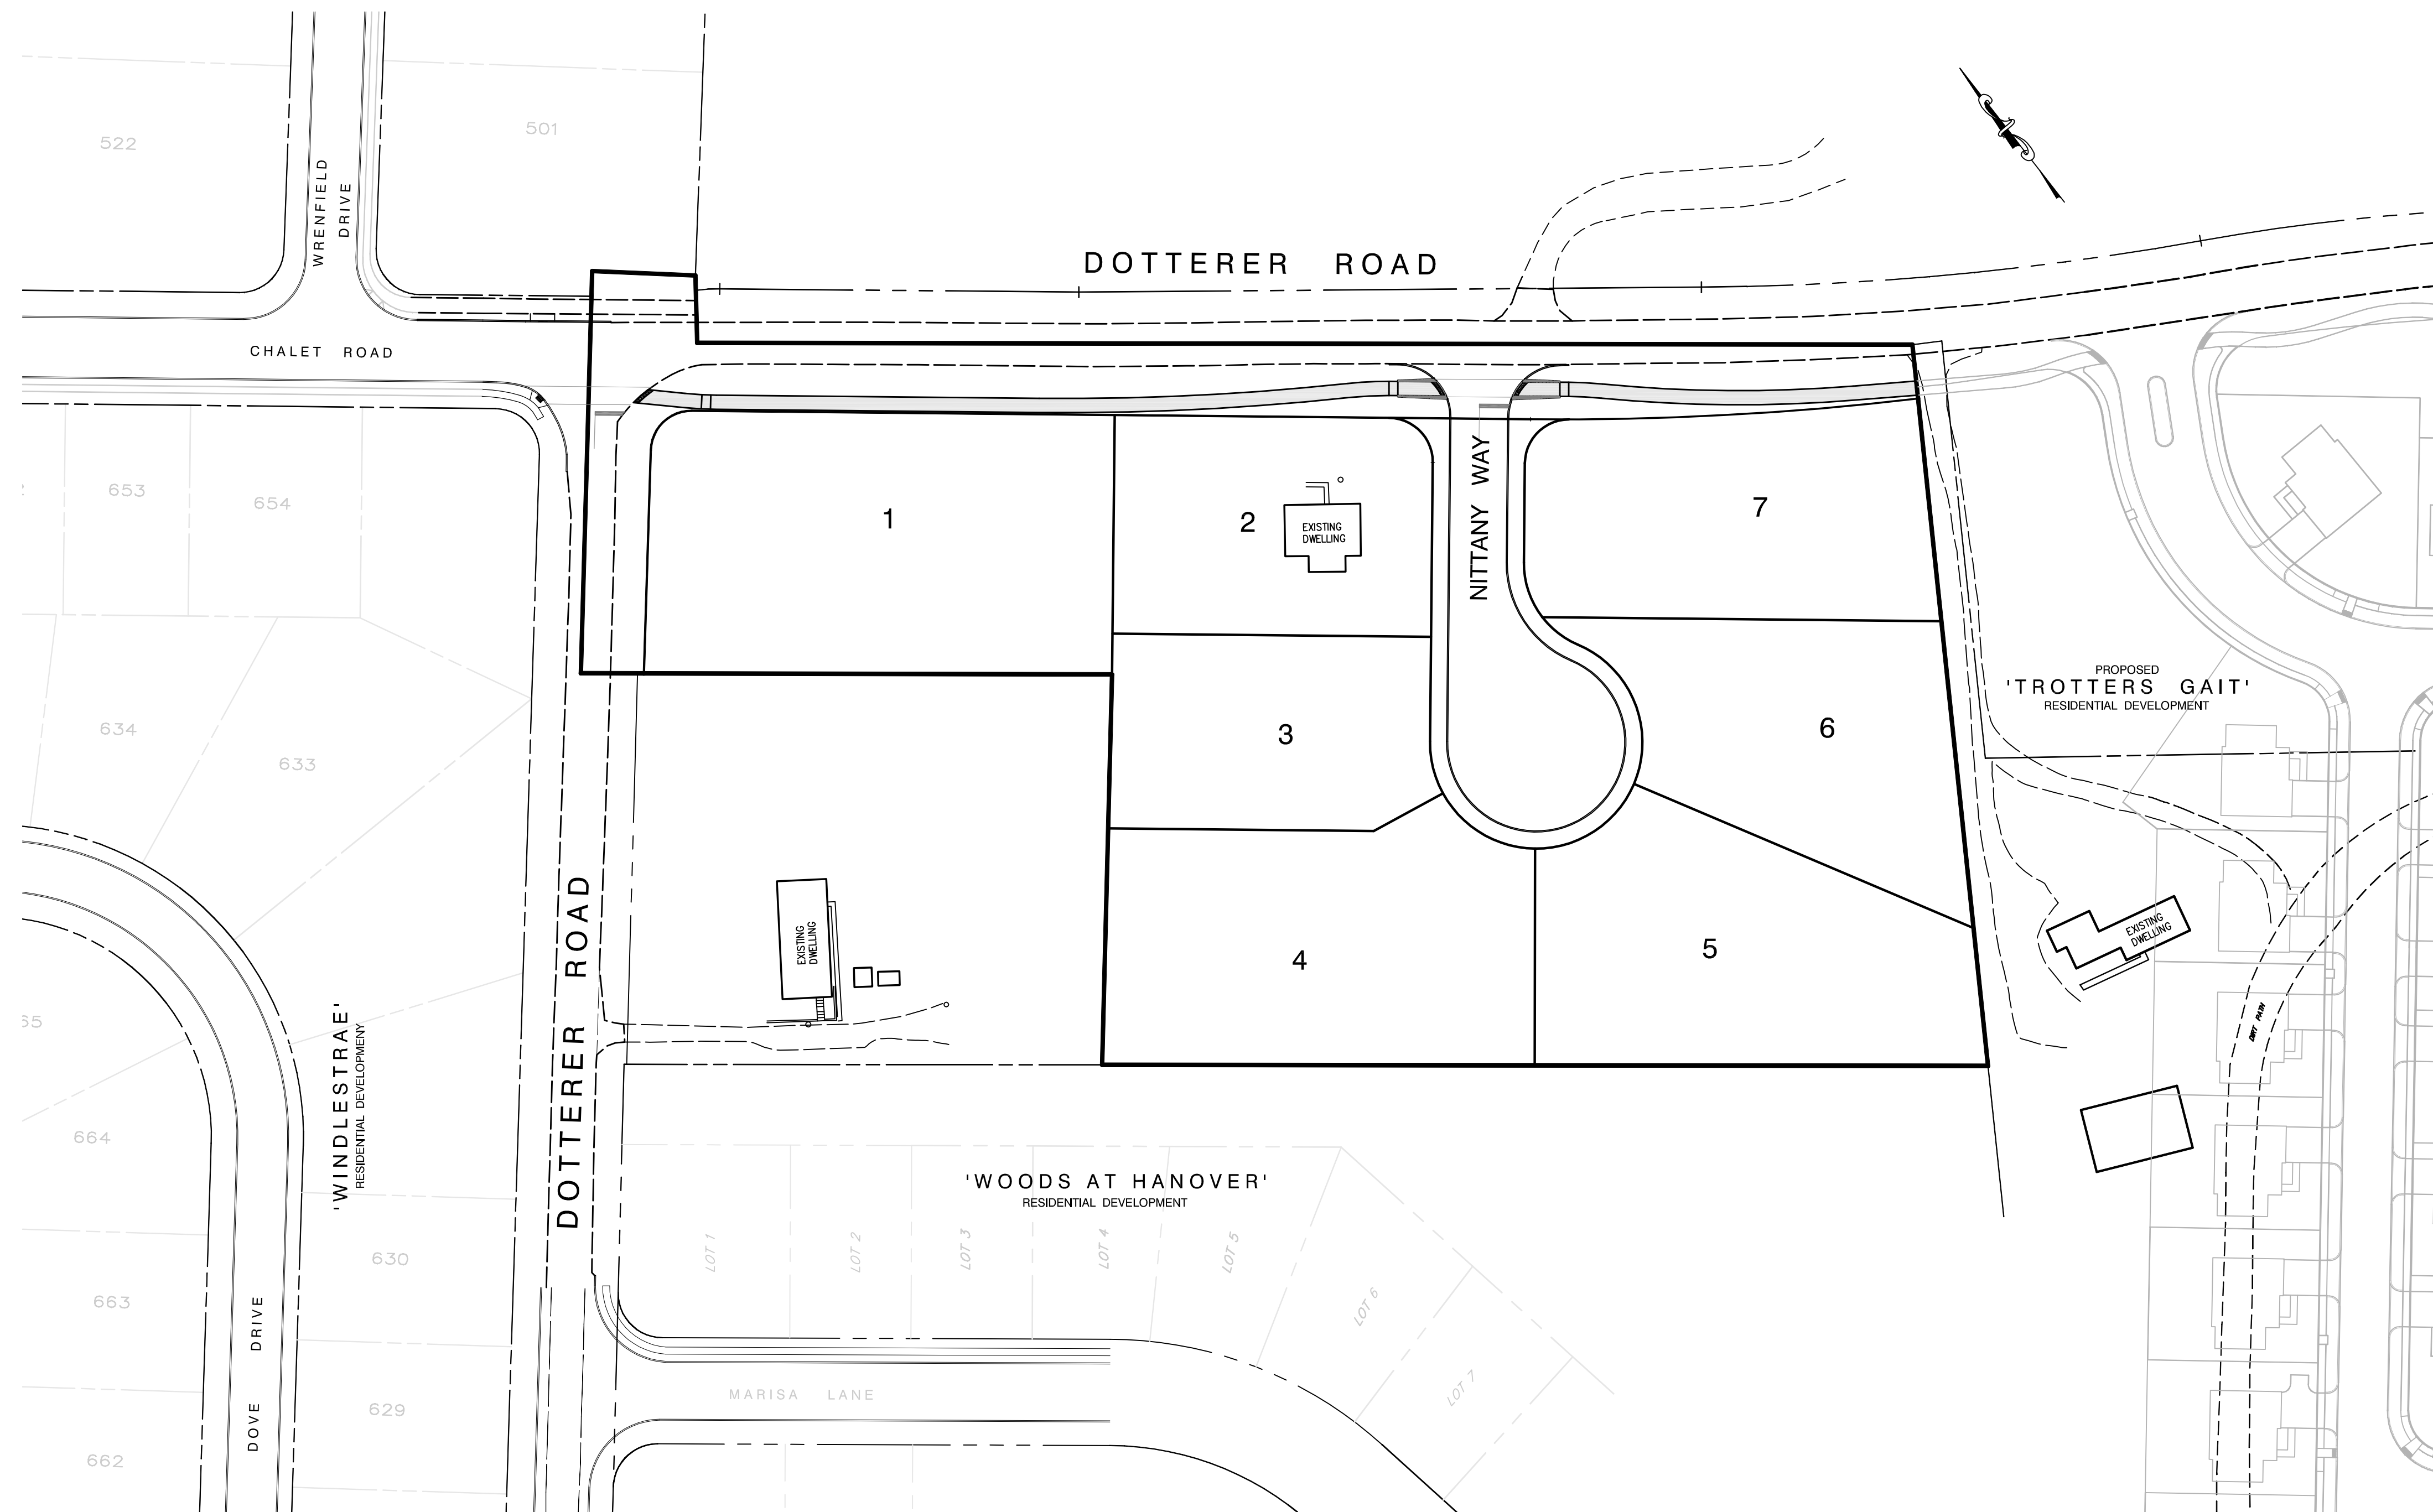 522
501
WRENFIELD
DRIVE
DOTTERER ROAD
CHALET ROAD
653
654
1
2
EXISTING
DWELLING
NITTANY WAY
7
634
633
3
6
PROPOSED
'TROTTERS GAIT'
RESIDENTIAL DEVELOPMENT
EXISTING
DWELLING
4
5
EXISTING
DWELLING
DOTTERER ROAD
'WINDLESTRAE'
RESIDENTIAL DEVELOPMENY
DIRT PATH
664
'WOODS AT HANOVER'
RESIDENTIAL DEVELOPMENT
LOT 1
LOT 2
LOT 3
LOT 4
LOT 5
LOT 6
LOT 7
630
663
DOVE DRIVE
MARISA LANE
629
662